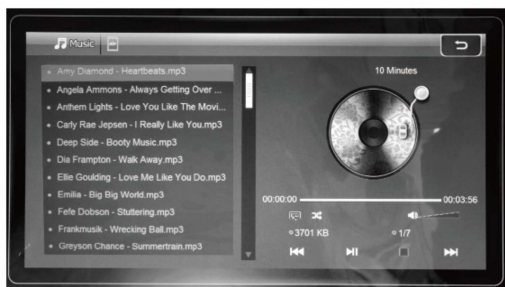 Music
Amy Diamond - Heartbeats.mp3
Angela Ammons - Always Getting Over ...
Anthem Lights - Love You Like The Movi...
Carly Rae Jepsen - I Really Like You.mp3
Deep Side - Booty Music.mp3
Dia Frampton - Walk Away.mp3
Ellie Goulding - Love Me Like You Do.mp3
Emilia - Big Big World.mp3
Fefe Dobson - Stuttering.mp3
Frankmusik - Wrecking Ball.mp3
Greyson Chance - Summertrain.mp3
10 Minutes
00:00:00
00:03:56
3701 KB
1/7